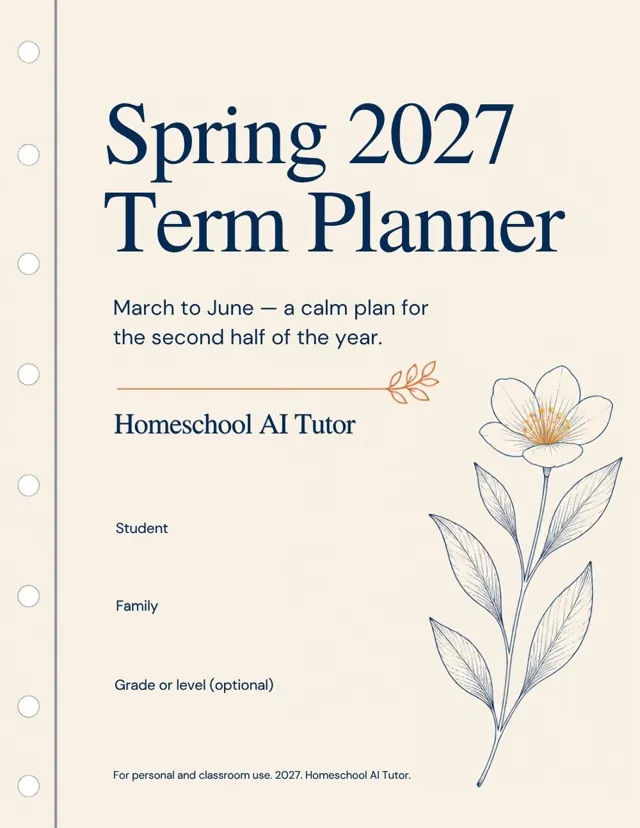 Spring 2027
Term Planner
March to June — a calm plan for
the second half of the year.
Homeschool AI Tutor
Student
Family
Grade or level (optional)
For personal and classroom use. 2027. Homeschool AI Tutor.